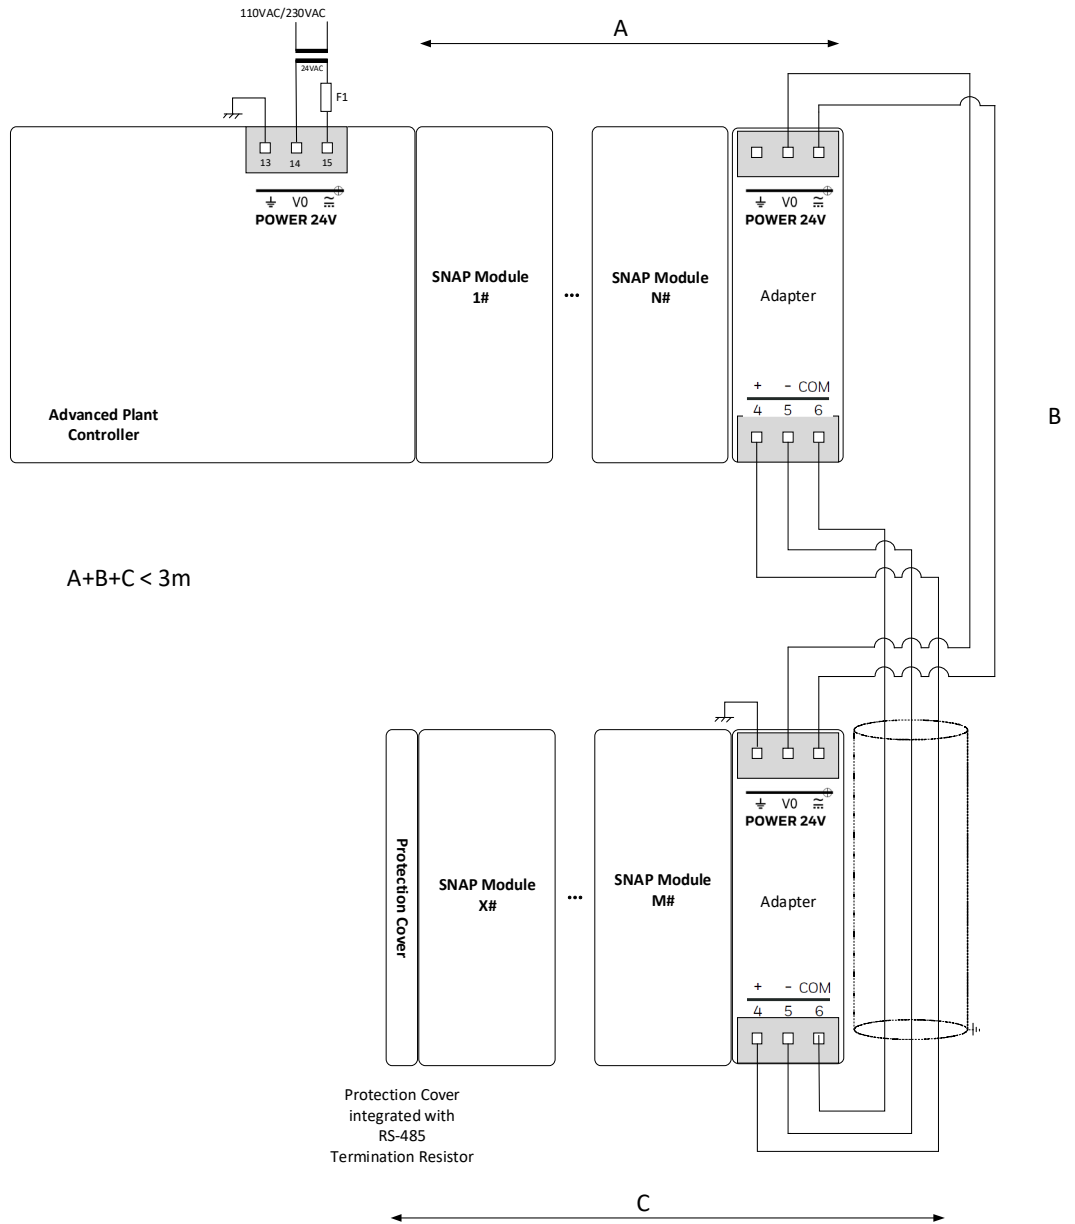 110VAC/230VAC
A
24VAC
F1
13 14 15
V0
POWER 24V
V0
POWER 24V
SNAP Module
1#
...
SNAP Module
N#
Adapter
+ - COM
4 5 6
Advanced Plant
Controller
B
A+B+C < 3m
V0
POWER 24V
Protection Cover
SNAP Module
X#
...
SNAP Module
M#
Adapter
+ - COM
4 5 6
Protection Cover
integrated with
RS-485
Termination Resistor
C